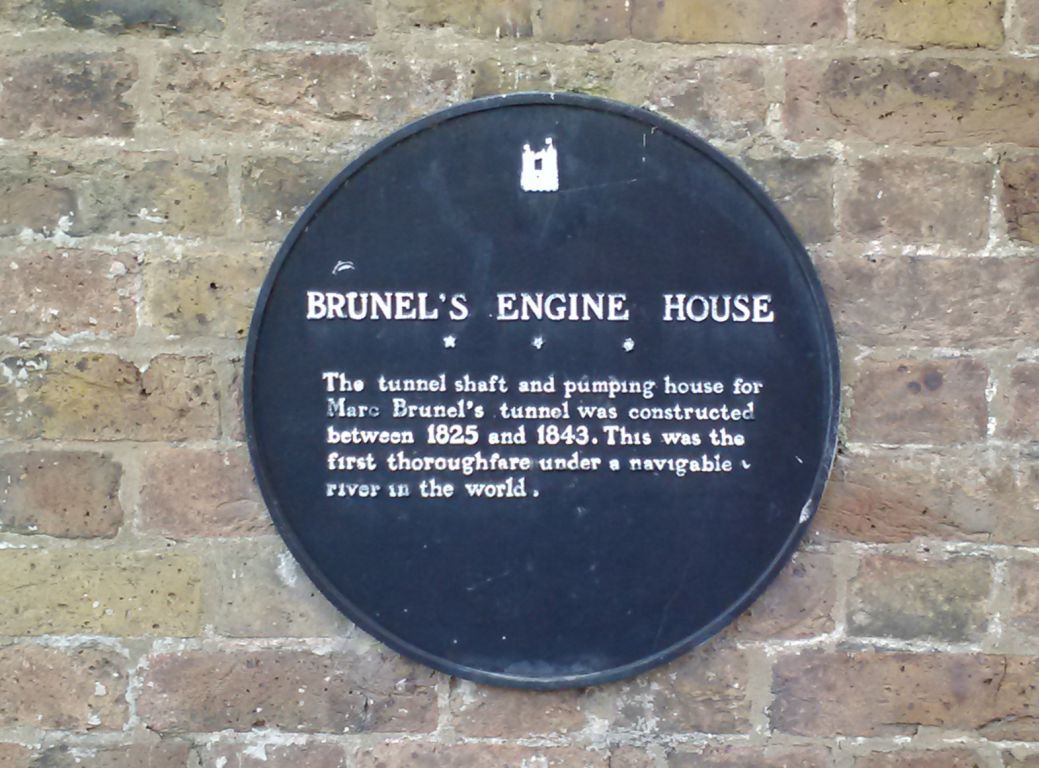 BRUNEL'S ENGINE HOUSE
The tunnel shaft and pumping house for
Marc Brunel's tunnel was constructed
between 1825 and 1843. This was the
first thoroughfare under a navigable
river in the world.